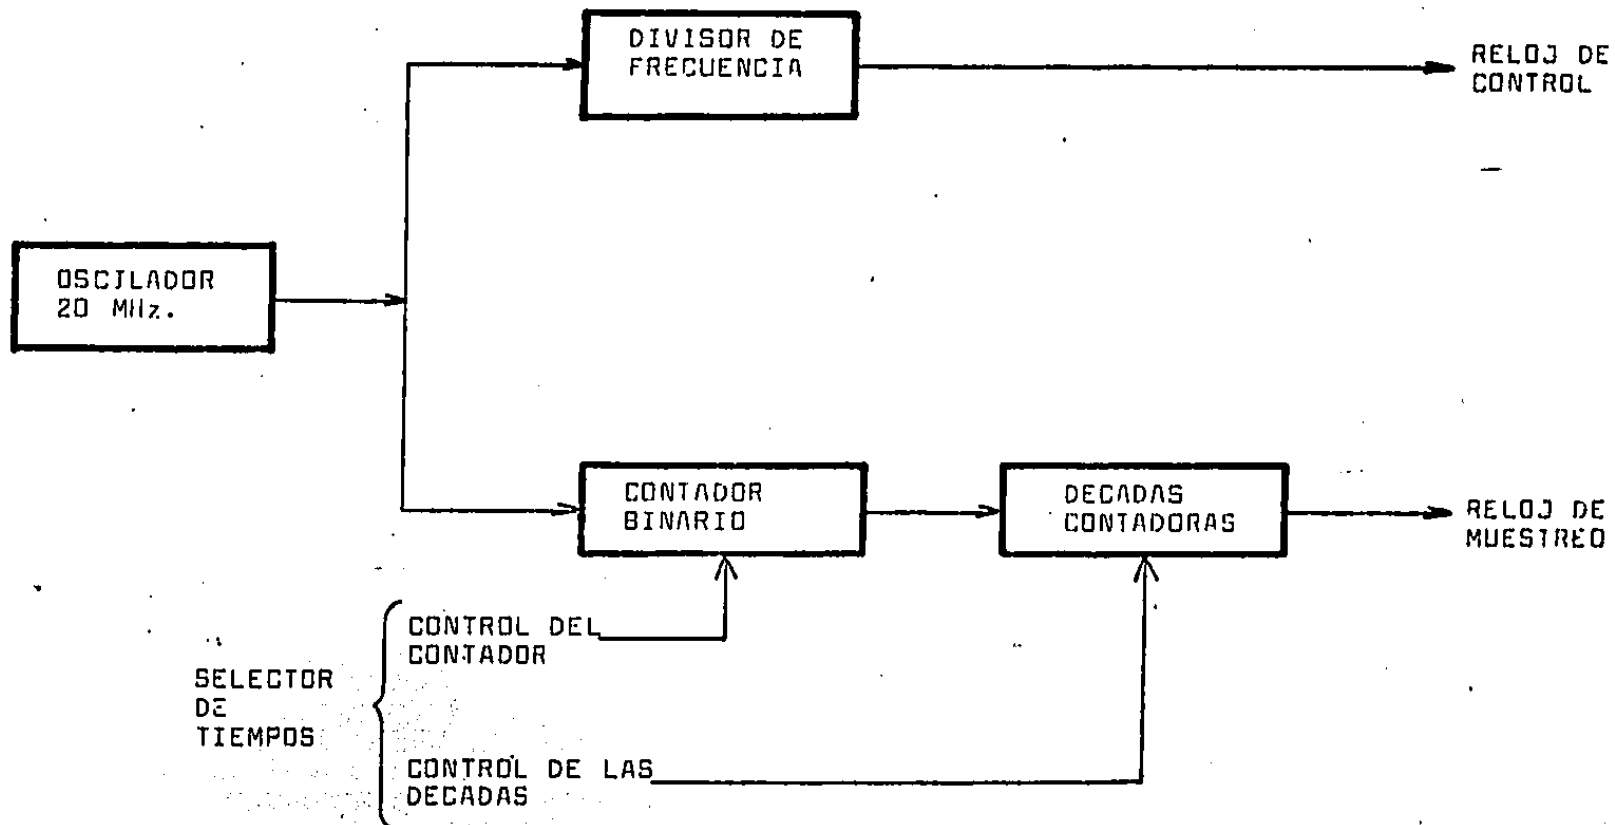 DIVISOR DE
FRECUENCIA
RELOJ DE
CONTROL
OSCILADOR
20 MHz.
CONTADOR
BINARIO
DECADAS
CONTADORAS
RELOJ DE
MUESTREO
CONTROL DEL
CONTADOR
SELECTOR
DE
TIEMPOS
CONTROL DE LAS
DECADAS